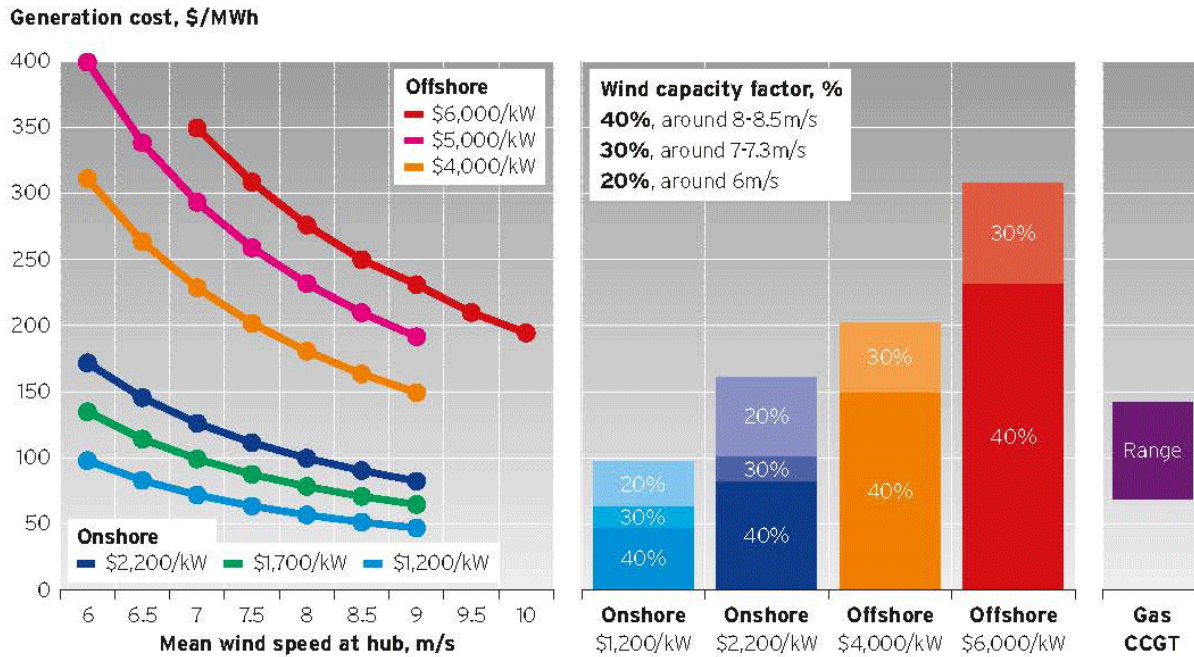 Generation cost, $/MWh
400
350
300
250
200
150
100
50
0
Offshore
$6,000/kW
$5,000/kW
$4,000/kW
Onshore
$2,200/kW $1,700/kW $1,200/kW
6 6.5 7 7.5 8 8.5 9 9.5 10
Mean wind speed at hub, m/s
Wind capacity factor, %
40%, around 8-8.5m/s
30%, around 7-7.3m/s
20%, around 6m/s
20%
30%
40%
20%
30%
40%
30%
40%
30%
40%
Range
Onshore
$1,200/kW
Onshore
$2,200/kW
Offshore
$4,000/kW
Offshore
$6,000/kW
Gas
CCGT